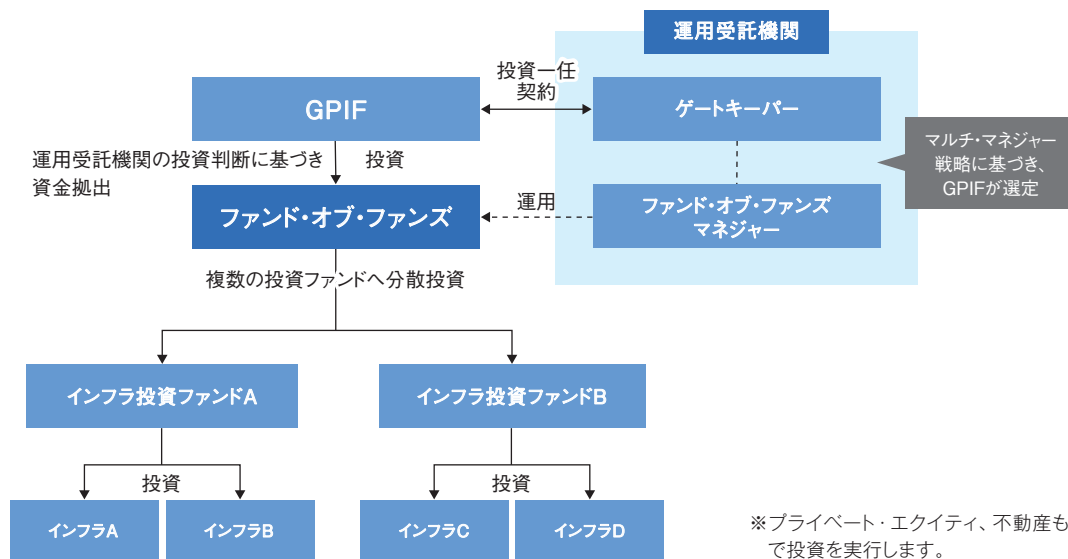 運用受託機関
投資一任
契約
GPIF
ゲートキーパー
マルチ・マネジャー
戦略に基づき、
GPIFが選定
運用受託機関の投資判断に基づき
資金拠出
投資
ファンド・オブ・ファンズ
運用
ファンド・オブ・ファンズ
マネジャー
複数の投資ファンドへ分散投資
インフラ投資ファンドA
インフラ投資ファンドB
投資
投資
インフラA
インフラB
インフラC
インフラD
※プライベート・エクイティ、不動産も
で投資を実行します。